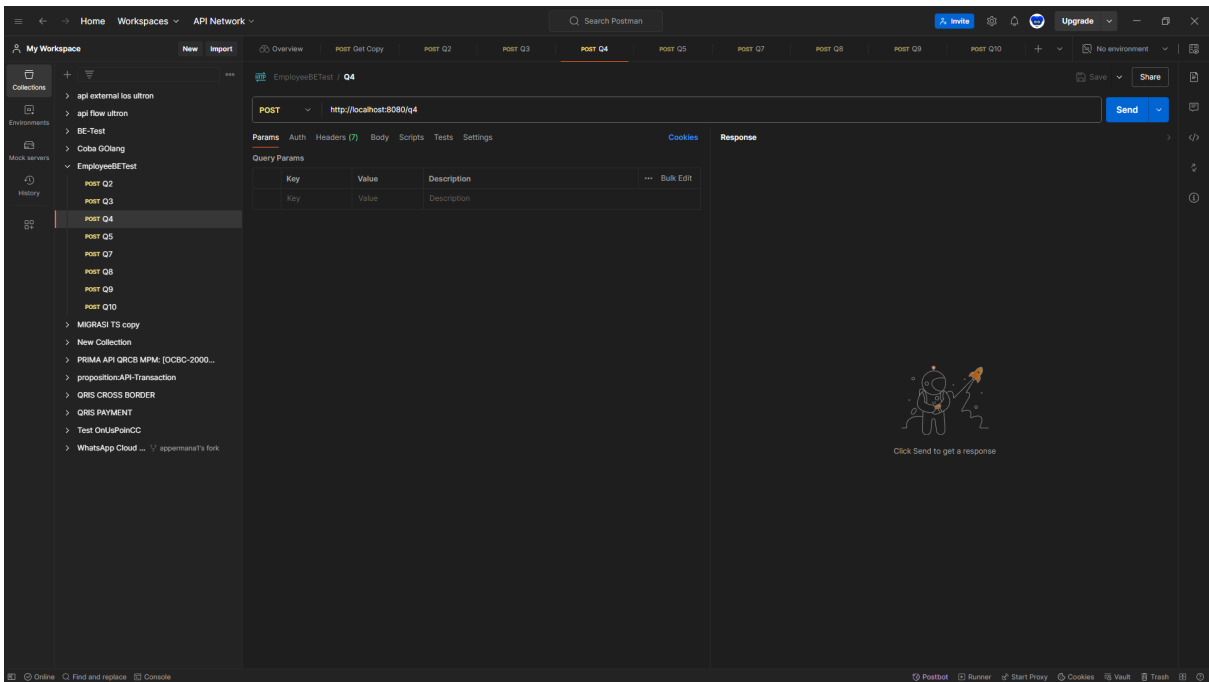 Home Workspaces API Network Search Postman Invite Upgrade
My Workspace New Import Overview POST Get Copy POST Q2 POST Q3 POST Q4 POST Q5 POST Q7 POST Q8 POST Q9 POST Q10 No environment
Collections
Environments
Mock servers
History
api external los ultron
api flow ultron
BE-Test
Coba GOlang
EmployeeBETest
POST Q2
POST Q3
POST Q4
POST Q5
POST Q7
POST Q8
POST Q9
POST Q10
MIGRASI TS copy
New Collection
PRIMA API QRCB MPM: [OCBC-2000...
proposition:API-Transaction
QRIS CROSS BORDER
QRIS PAYMENT
Test OnUsPoinCC
WhatsApp Cloud ... appermana1's fork
HTTP EmployeeBETest / Q4 Save Share
POST http://localhost:8080/q4 Send
Params Auth Headers (7) Body Scripts Tests Settings Cookies
Query Params
Key Value Description Bulk Edit
Key Value Description
Response
Click Send to get a response
Online Find and replace Console Postbot Runner Start Proxy Cookies Vault Trash